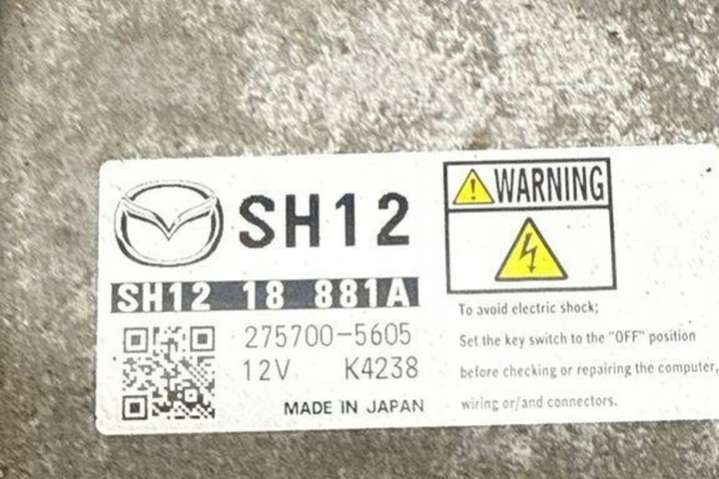 SH12
SH12 18 881A
275700-5605
12V K4238
MADE IN JAPAN
WARNING
To avoid electric shock;
Set the key switch to the "OFF" position
before checking or repairing the computer,
wiring or/and connectors.